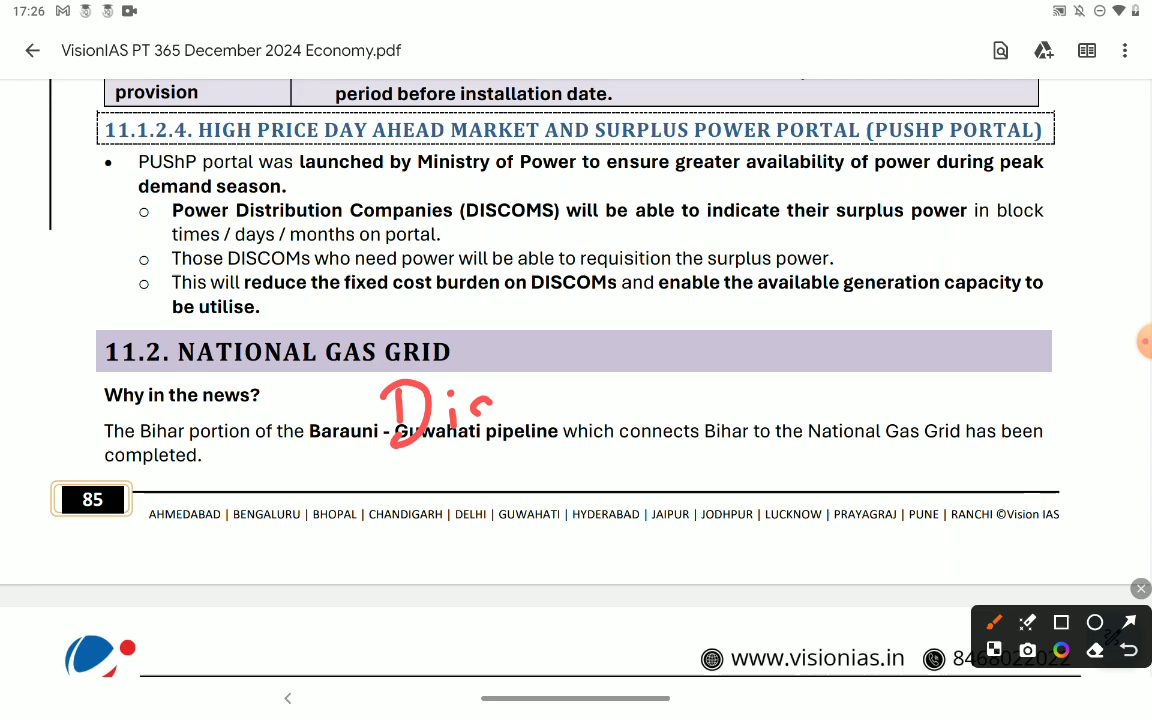 17:26
VisionIAS PT 365 December 2024 Economy.pdf
provision period before installation date.
11.1.2.4. HIGH PRICE DAY AHEAD MARKET AND SURPLUS POWER PORTAL (PUSHP PORTAL)
• PUShP portal was launched by Ministry of Power to ensure greater availability of power during peak
demand season.
o Power Distribution Companies (DISCOMS) will be able to indicate their surplus power in block
times / days / months on portal.
o Those DISCOMs who need power will be able to requisition the surplus power.
o This will reduce the fixed cost burden on DISCOMs and enable the available generation capacity to
be utilise.
11.2. NATIONAL GAS GRID
Why in the news?
Dis
The Bihar portion of the Barauni - Guwahati pipeline which connects Bihar to the National Gas Grid has been
completed.
85
AHMEDABAD | BENGALURU | BHOPAL | CHANDIGARH | DELHI | GUWAHATI | HYDERABAD | JAIPUR | JODHPUR | LUCKNOW | PRAYAGRAJ | PUNE | RANCHI ©Vision IAS
www.visionias.in 8468022022